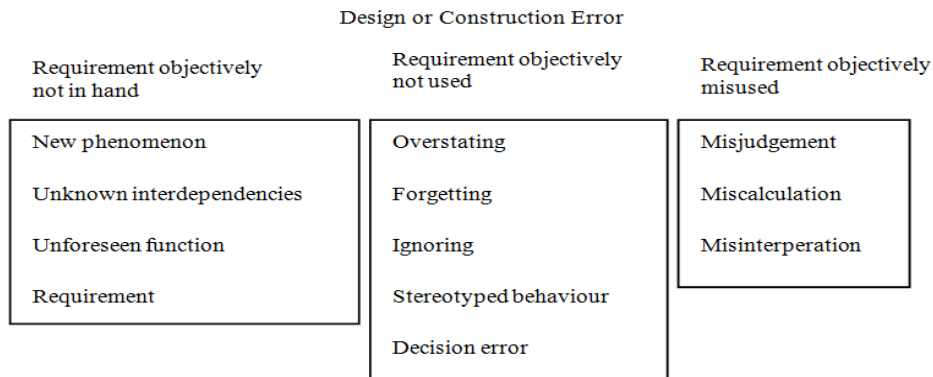 Design or Construction Error
Requirement objectively
not in hand
New phenomenon
Unknown interdependencies
Unforeseen function
Requirement
Requirement objectively
not used
Overstating
Forgetting
Ignoring
Stereotyped behaviour
Decision error
Requirement objectively
misused
Misjudgement
Miscalculation
Misinterperation